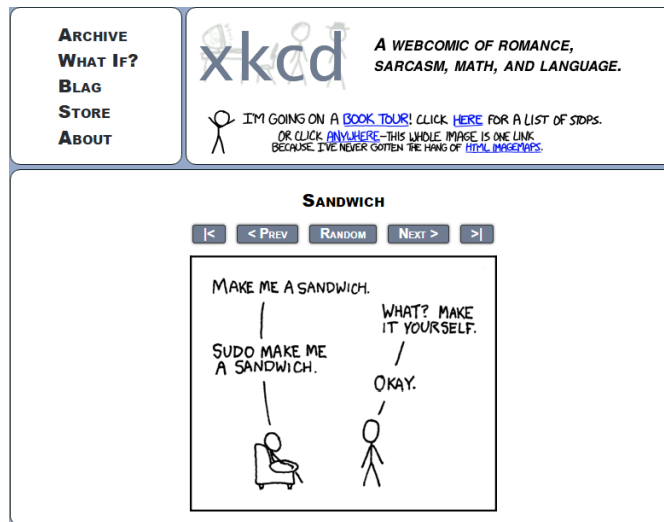 Archive
What If?
Blag
Store
About
xkcd
A webcomic of romance,
sarcasm, math, and language.
I'M GOING ON A BOOK TOUR! CLICK HERE FOR A LIST OF STOPS.
OR CLICK ANYWHERE—THIS WHOLE IMAGE IS ONE LINK
BECAUSE I'VE NEVER GOTTEN THE HANG OF HTML IMAGEMAPS.
Sandwich
|<
< Prev
Random
Next >
>|
MAKE ME A SANDWICH.
WHAT? MAKE
IT YOURSELF.
SUDO MAKE ME
A SANDWICH.
OKAY.